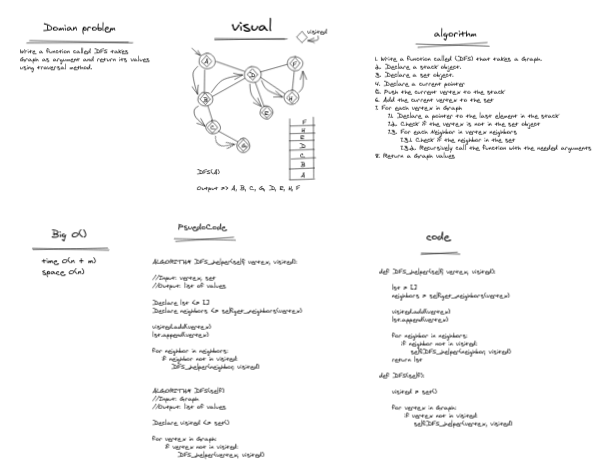 Domian problem
Write a function called DFS takes
Graph as argument and return its values
using traversal method.
visual
visited
A
B
C
G
D
E
F
H
F
H
E
D
C
B
A
DFS(A)
Output => A, B, C, G, D, E, H, F
algorithm
1. Write a function called (DFS) that takes a graph.
2. Declare a stack object.
3. Declare a set object.
4. Declare a current pointer
5. Push the current vertex to the stack
6. Add the current vertex to the set
7. For each vertex in graph
7.1. Declare a pointer to the last element in the stack
7.2. Check if the vertex is not in the set object
7.3. For each Neighbor in vertex neighbors
7.3.1. Check if neighbor in the set
7.3.2. Recursively call the function with the needed arguments
8. Return a Graph values
Big O()
time O(n + m)
space O(n)
PsuedoCode
ALGORITHM DFS_helper(self, vertex, visited):
//Input: vertex, set
//Output: list of values
Declare lst <= []
Declare neighbors <= self.get_neighbors(vertex)
visited.add(vertex)
lst.append(vertex)
For neighbor in neighbors:
if neighbor not in visited:
DFS_helper(neighbor, visited)
ALGORITHM DFS(self)
//Input: Graph
//Output: list of values
Declare visited <= set()
For vertex in Graph:
if vertex not in visited:
DFS_helper(vertex, visited)
code
def DFS_helper(self, vertex, visited):
lst = []
neighbors = self.get_neighbors(vertex)
visited.add(vertex)
lst.append(vertex)
For neighbor in neighbors:
if neighbor not in visited:
self.DFS_helper(neighbor, visited)
return lst
def DFS(self):
visited = set()
For vertex in Graph:
if vertex not in visited:
self.DFS_helper(vertex, visited)